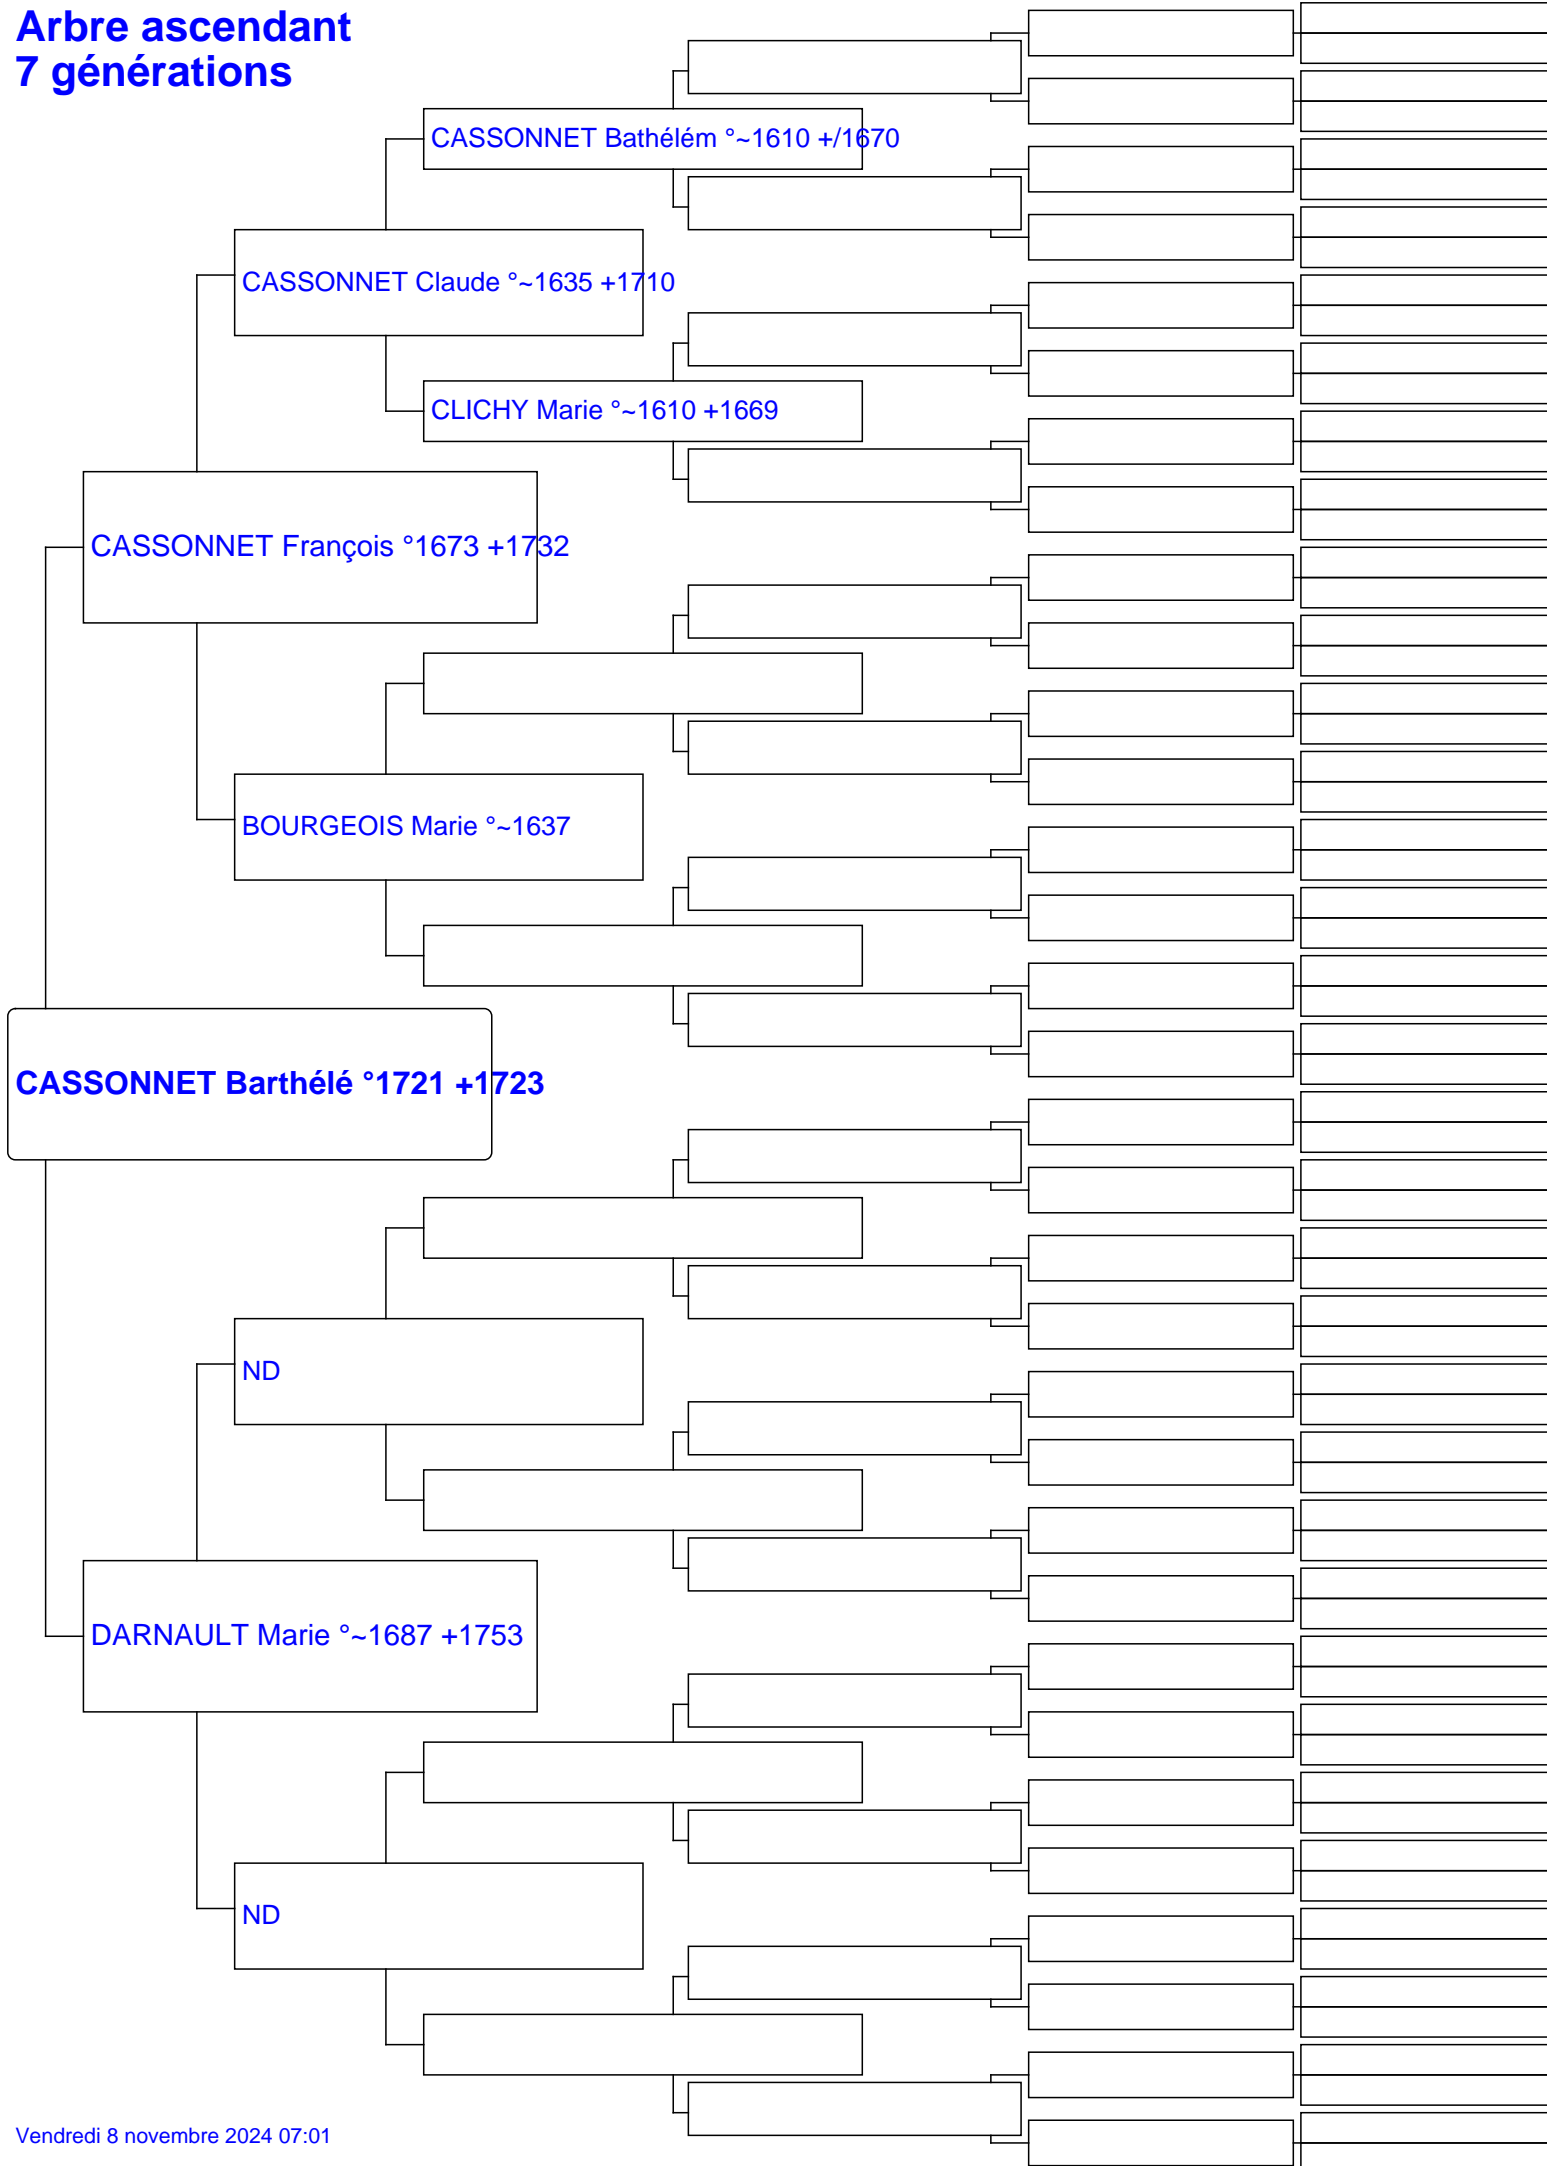 Arbre ascendant
7 générations
CASSONNET Bathélém °~1610 +/1670
CASSONNET Claude °~1635 +1710
CLICHY Marie °~1610 +1669
CASSONNET François °1673 +1732
BOURGEOIS Marie °~1637
CASSONNET Barthélé °1721 +1723
ND
DARNAULT Marie °~1687 +1753
ND
Vendredi 8 novembre 2024 07:01